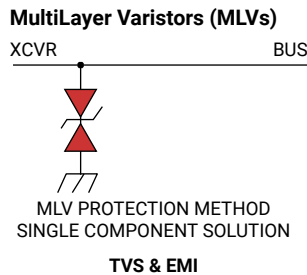 MultiLayer Varistors (MLVs)
XCVR BUS
MLV PROTECTION METHOD
SINGLE COMPONENT SOLUTION
TVS & EMI